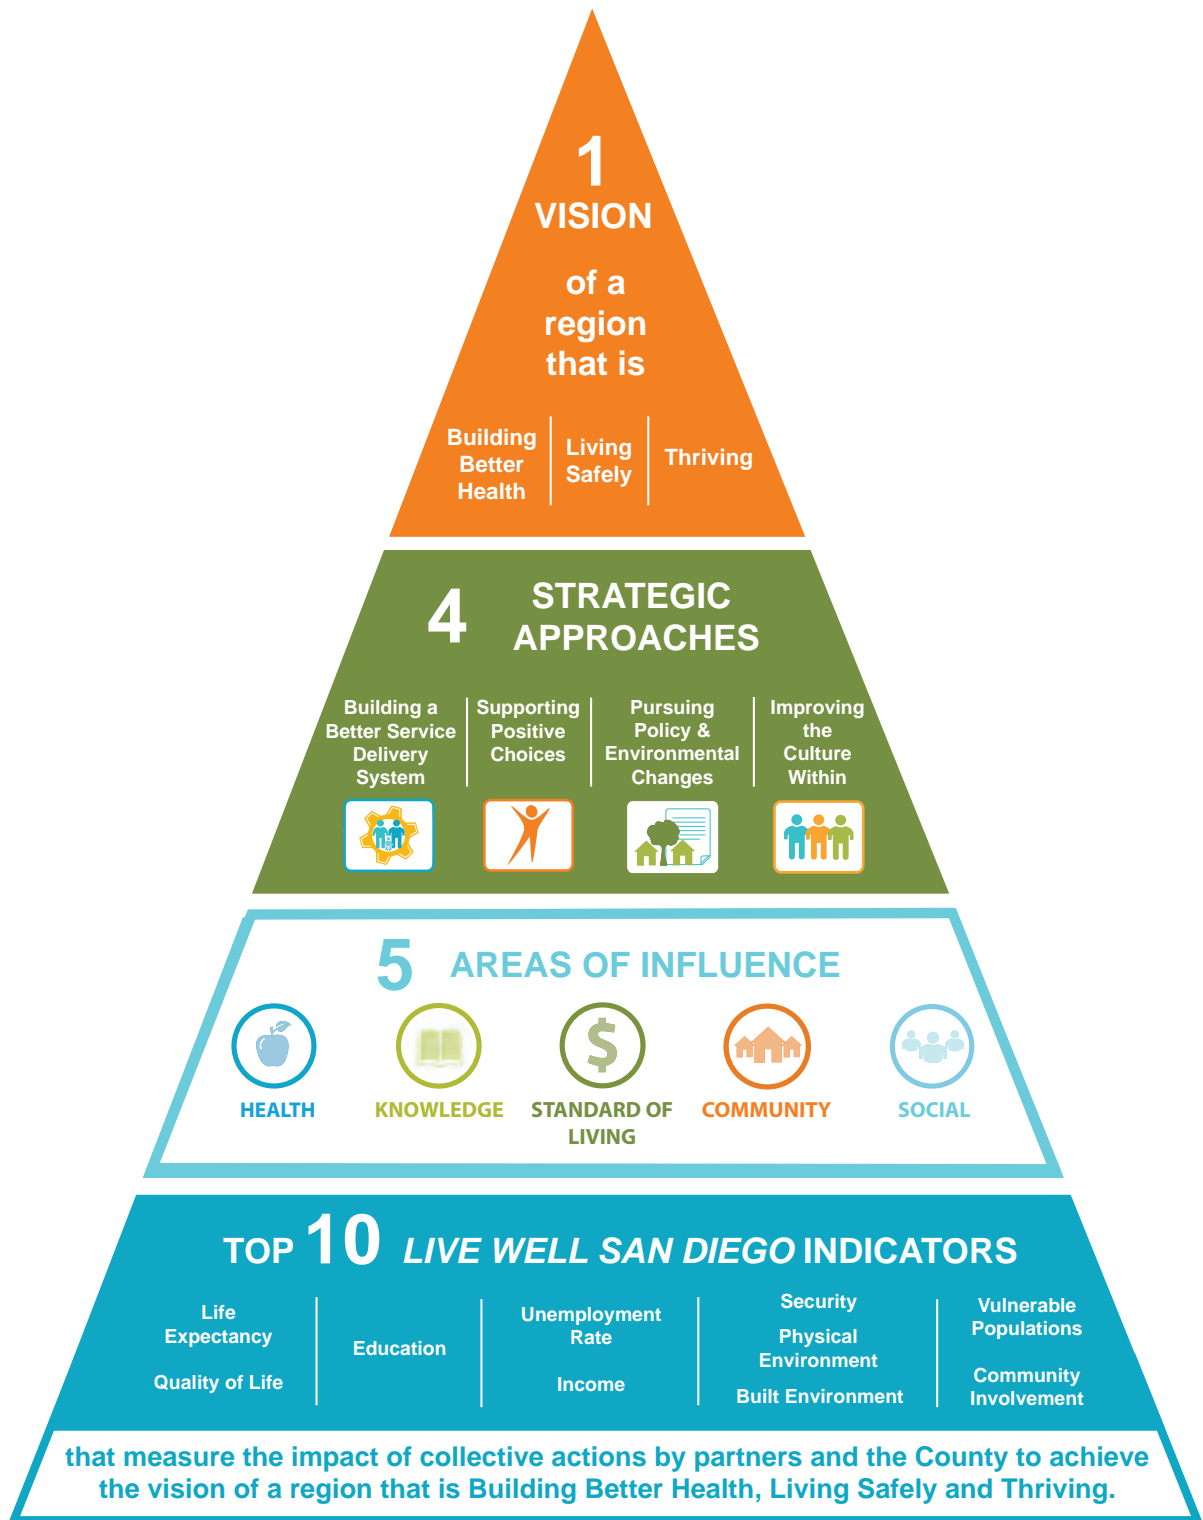 1
VISION
of a
region
that is
Building
Better
Health
Living
Safely
Thriving
4
STRATEGIC
APPROACHES
Building a
Better Service
Delivery
System
Supporting
Positive
Choices
Pursuing
Policy &
Environmental
Changes
Improving
the
Culture
Within
5 AREAS OF INFLUENCE
$
HEALTH
KNOWLEDGE
STANDARD OF
LIVING
COMMUNITY
SOCIAL
TOP 10 LIVE WELL SAN DIEGO INDICATORS
Life
Expectancy
Quality of Life
Education
Unemployment
Rate
Income
Security
Physical
Environment
Built Environment
Vulnerable
Populations
Community
Involvement
that measure the impact of collective actions by partners and the County to achieve
the vision of a region that is Building Better Health, Living Safely and Thriving.